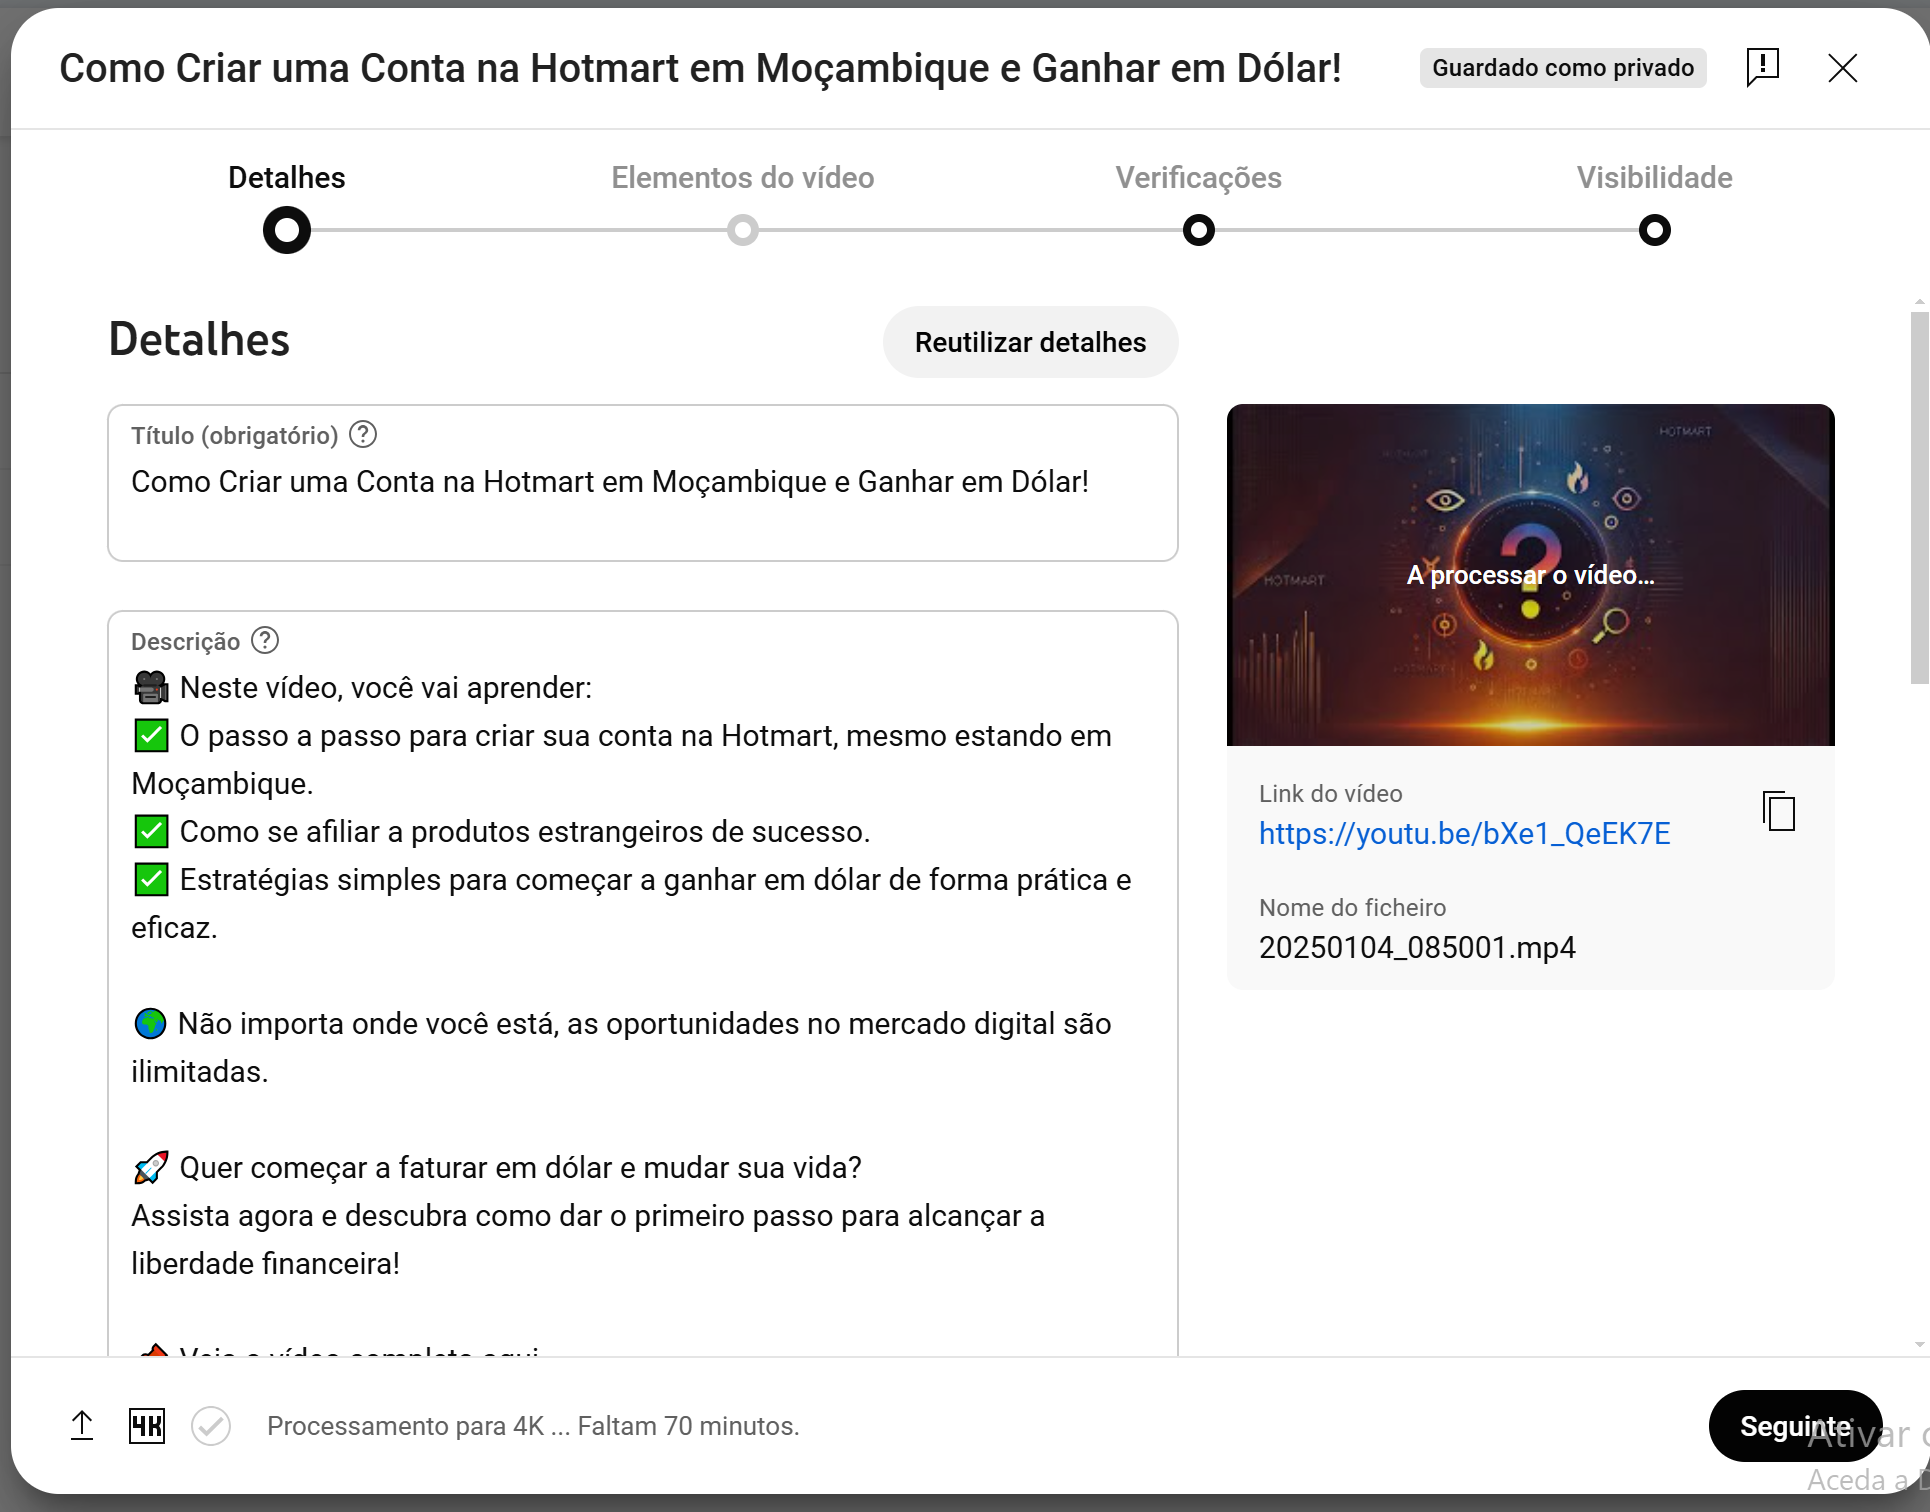 Como Criar uma Conta na Hotmart em Moçambique e Ganhar em Dólar!
Guardado como privado
Detalhes
Elementos do vídeo
Verificações
Visibilidade
Detalhes
Reutilizar detalhes
Título (obrigatório)
Como Criar uma Conta na Hotmart em Moçambique e Ganhar em Dólar!
Descrição
🎥 Neste vídeo, você vai aprender:
✅ O passo a passo para criar sua conta na Hotmart, mesmo estando em
Moçambique.
✅ Como se afiliar a produtos estrangeiros de sucesso.
✅ Estratégias simples para começar a ganhar em dólar de forma prática e
eficaz.
🌍 Não importa onde você está, as oportunidades no mercado digital são
ilimitadas.
🚀 Quer começar a faturar em dólar e mudar sua vida?
Assista agora e descubra como dar o primeiro passo para alcançar a
liberdade financeira!
Veja o vídeo completo aqui
HOTMART
HOTMART
?
A processar o vídeo...
Link do vídeo
https://youtu.be/bXe1_QeEK7E
Nome do ficheiro
20250104_085001.mp4
4K
Processamento para 4K ... Faltam 70 minutos.
Seguinte
Ativar
Aceda a